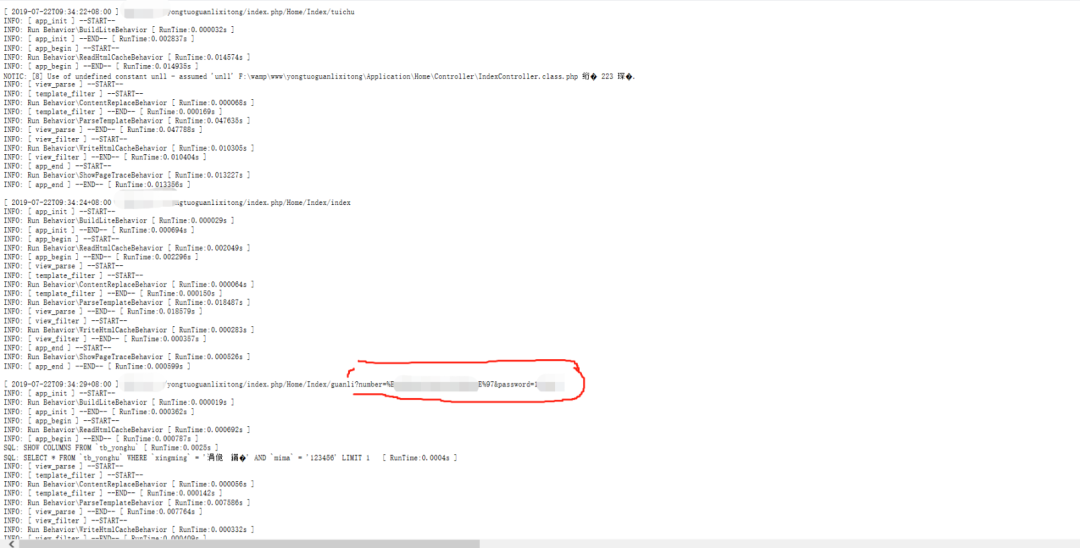 [ 2019-07-22T09:34:22+08:00 ] /yongtuoguanlixitong/index.php/Home/Index/tuichu
INFO: [ app_init ] --START--
INFO: Run Behavior\BuildLiteBehavior [ RunTime:0.000032s ]
INFO: [ app_init ] --END-- [ RunTime:0.002837s ]
INFO: [ app_begin ] --START--
INFO: Run Behavior\ReadHtmlCacheBehavior [ RunTime:0.014574s ]
INFO: [ app_begin ] --END-- [ RunTime:0.014935s ]
NOTIC: [8] Use of undefined constant unll - assumed 'unll' F:\wamp\www\yongtuoguanlixitong\Application\Home\Controller\IndexController.class.php 223
INFO: [ view_parse ] --START--
INFO: [ template_filter ] --START--
INFO: Run Behavior\ContentReplaceBehavior [ RunTime:0.000068s ]
INFO: [ template_filter ] --END-- [ RunTime:0.000169s ]
INFO: Run Behavior\ParseTemplateBehavior [ RunTime:0.047635s ]
INFO: [ view_parse ] --END-- [ RunTime:0.047788s ]
INFO: [ view_filter ] --START--
INFO: Run Behavior\WriteHtmlCacheBehavior [ RunTime:0.010305s ]
INFO: [ view_filter ] --END-- [ RunTime:0.010404s ]
INFO: [ app_end ] --START--
INFO: Run Behavior\ShowPageTraceBehavior [ RunTime:0.013227s ]
INFO: [ app_end ] --END-- [ RunTime:0.013356s ]
[ 2019-07-22T09:34:24+08:00 ngtuoguanlixitong/index.php/Home/Index/index
INFO: [ app_init ] --START--
INFO: Run Behavior\BuildLiteBehavior [ RunTime:0.000029s ]
INFO: [ app_init ] --END-- [ RunTime:0.000694s ]
INFO: [ app_begin ] --START--
INFO: Run Behavior\ReadHtmlCacheBehavior [ RunTime:0.002049s ]
INFO: [ app_begin ] --END-- [ RunTime:0.002296s ]
INFO: [ view_parse ] --START--
INFO: [ template_filter ] --START--
INFO: Run Behavior\ContentReplaceBehavior [ RunTime:0.000064s ]
INFO: [ template_filter ] --END-- [ RunTime:0.000150s ]
INFO: Run Behavior\ParseTemplateBehavior [ RunTime:0.018487s ]
INFO: [ view_parse ] --END-- [ RunTime:0.018579s ]
INFO: [ view_filter ] --START--
INFO: Run Behavior\WriteHtmlCacheBehavior [ RunTime:0.000283s ]
INFO: [ view_filter ] --END-- [ RunTime:0.000357s ]
INFO: [ app_end ] --START--
INFO: Run Behavior\ShowPageTraceBehavior [ RunTime:0.000526s ]
INFO: [ app_end ] --END-- [ RunTime:0.000599s ]
[ 2019-07-22T09:34:29+08:00 ] /yongtuoguanlixitong/index.php/Home/Index/guanli?number=%E E%97&password=1
INFO: [ app_init ] --START--
INFO: Run Behavior\BuildLiteBehavior [ RunTime:0.000019s ]
INFO: [ app_init ] --END-- [ RunTime:0.000362s ]
INFO: [ app_begin ] --START--
INFO: Run Behavior\ReadHtmlCacheBehavior [ RunTime:0.000692s ]
INFO: [ app_begin ] --END-- [ RunTime:0.000787s ]
SQL: SHOW COLUMNS FROM `tb_yonghu` [ RunTime:0.0025s ]
SQL: SELECT * FROM `tb_yonghu` WHERE `xingming` = ' ' AND `mima` = '123456' LIMIT 1 [ RunTime:0.0004s ]
INFO: [ view_parse ] --START--
INFO: [ template_filter ] --START--
INFO: Run Behavior\ContentReplaceBehavior [ RunTime:0.000056s ]
INFO: [ template_filter ] --END-- [ RunTime:0.000142s ]
INFO: Run Behavior\ParseTemplateBehavior [ RunTime:0.007586s ]
INFO: [ view_parse ] --END-- [ RunTime:0.007764s ]
INFO: [ view_filter ] --START--
INFO: Run Behavior\WriteHtmlCacheBehavior [ RunTime:0.000332s ]